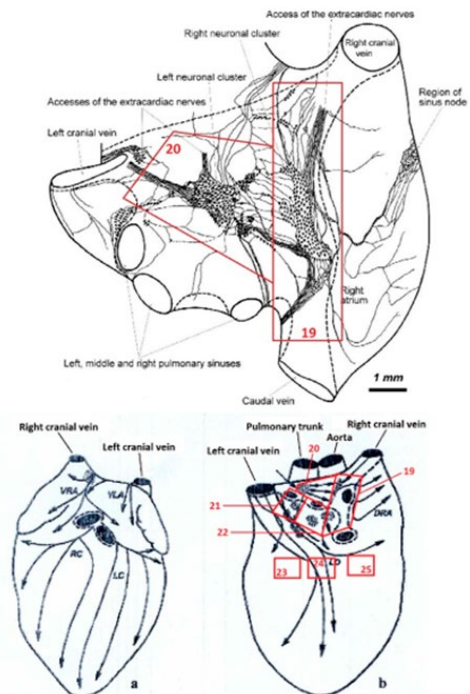 Access of the extracardiac nerves
Right neuronal cluster
Right cranial
vein
Left neuronal cluster
Accesses of the extracardiac nerves
Region of
sinus node
Left cranial vein
20
Right
atrium
19
Left, middle and right pulmonary sinuses
1 mm
Caudal vein
Right cranial vein
Left cranial vein
VRA
VLA
RC
LC
a
Pulmonary trunk
Right cranial vein
Aorta
Left cranial vein
20
19
21
DRA
22
LD
23
24
25
b